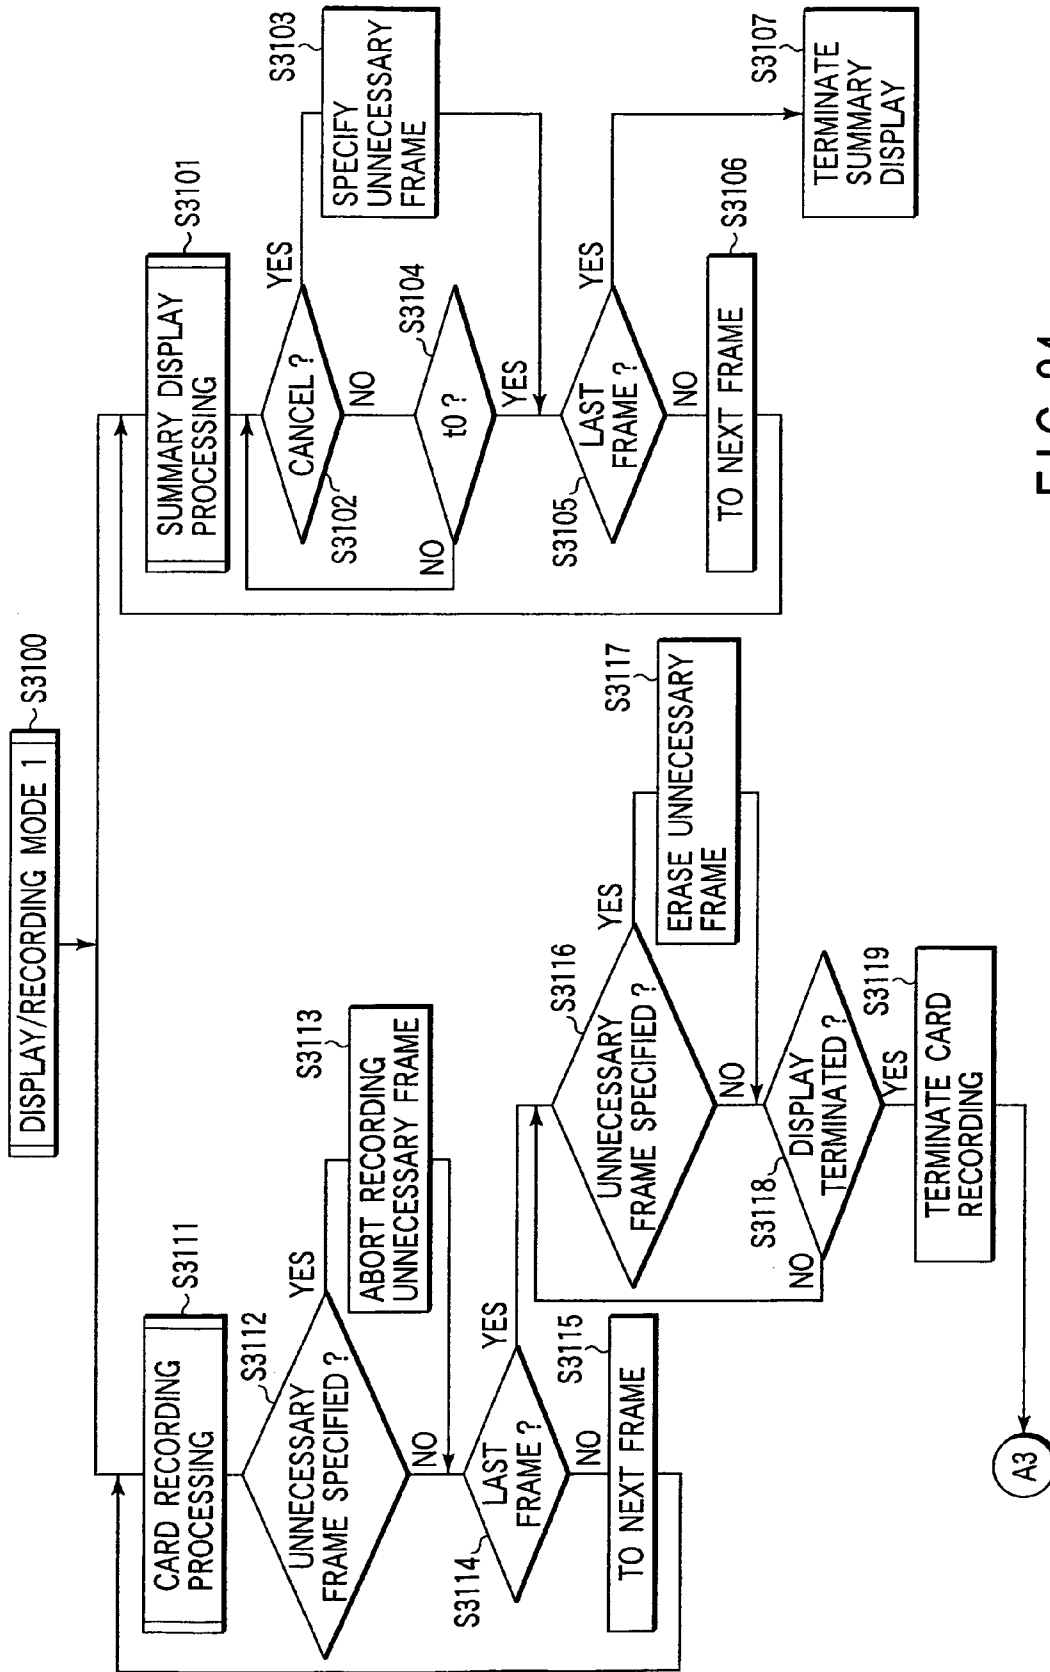 DISPLAY/RECORDING MODE 1
S3100
CARD RECORDING
PROCESSING
S3111
UNNECESSARY
FRAME SPECIFIED ?
S3112
YES
NO
ABORT RECORDING
UNNECESSARY FRAME
S3113
LAST
FRAME ?
S3114
YES
NO
TO NEXT FRAME
S3115
UNNECESSARY
FRAME SPECIFIED ?
S3116
YES
NO
ERASE UNNECESSARY
FRAME
S3117
DISPLAY
TERMINATED ?
S3118
NO
YES
TERMINATE CARD
RECORDING
S3119
A3
SUMMARY DISPLAY
PROCESSING
S3101
CANCEL ?
S3102
YES
NO
SPECIFY
UNNECESSARY
FRAME
S3103
t0 ?
S3104
NO
YES
LAST
FRAME ?
S3105
YES
NO
TO NEXT FRAME
S3106
TERMINATE
SUMMARY
DISPLAY
S3107